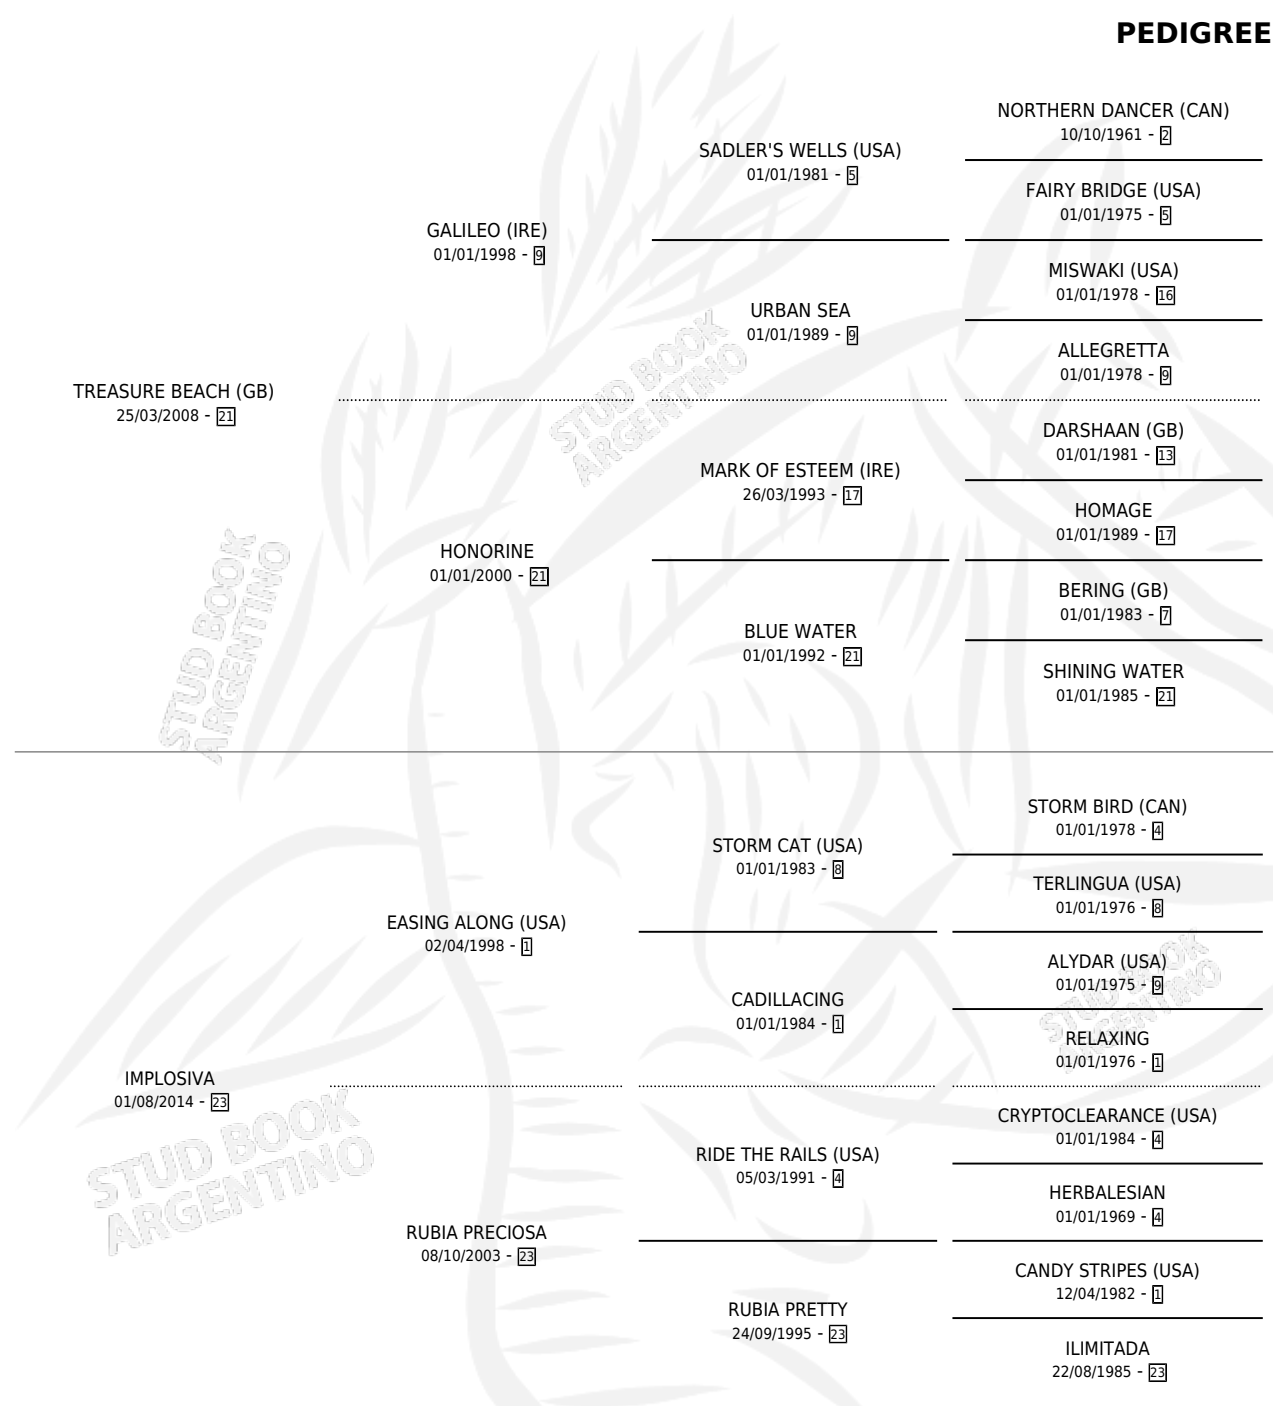 PEDIGREE
NORTHERN DANCER (CAN)
10/10/1961 - 2
SADLER'S WELLS (USA)
01/01/1981 - 5
FAIRY BRIDGE (USA)
01/01/1975 - 5
GALILEO (IRE)
01/01/1998 - 9
MISWAKI (USA)
01/01/1978 - 16
URBAN SEA
01/01/1989 - 9
ALLEGRETTA
01/01/1978 - 9
TREASURE BEACH (GB)
25/03/2008 - 21
STUD BOOK
ARGENTINO
DARSHAAN (GB)
01/01/1981 - 13
MARK OF ESTEEM (IRE)
26/03/1993 - 17
HOMAGE
01/01/1989 - 17
HONORINE
01/01/2000 - 21
BERING (GB)
01/01/1983 - 7
BLUE WATER
01/01/1992 - 21
SHINING WATER
01/01/1985 - 21
STUD BOOK
ARGENTINO
STORM BIRD (CAN)
01/01/1978 - 4
STORM CAT (USA)
01/01/1983 - 8
TERLINGUA (USA)
01/01/1976 - 8
EASING ALONG (USA)
02/04/1998 - 1
ALYDAR (USA)
01/01/1975 - 9
CADILLACING
01/01/1984 - 1
RELAXING
01/01/1976 - 1
STUD BOOK
ARGENTINO
IMPLOSIVA
01/08/2014 - 23
CRYPTOCLEARANCE (USA)
01/01/1984 - 4
RIDE THE RAILS (USA)
05/03/1991 - 4
HERBALESIAN
01/01/1969 - 4
STUD BOOK
ARGENTINO
RUBIA PRECIOSA
08/10/2003 - 23
CANDY STRIPES (USA)
12/04/1982 - 1
RUBIA PRETTY
24/09/1995 - 23
ILIMITADA
22/08/1985 - 23